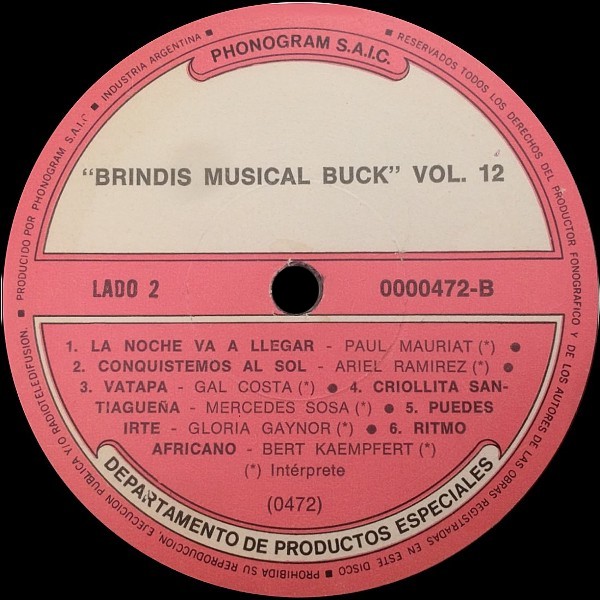 PHONOGRAM S.A.I.C.
PRODUCIDO POR PHONOGRAM S.A.I.C. ■ INDUSTRIA ARGENTINA ■
■ RESERVADOS TODOS LOS DERECHOS DEL PRODUCTOR FONOGRAFICO Y DE LOS AUTORES DE LAS OBRAS REGISTRADAS EN ESTE DISCO ■ PROHIBIDA SU REPRODUCCION, EJECUCION PUBLICA Y/O RADIOTELEDIFUSION. ■
“BRINDIS MUSICAL BUCK” VOL. 12
LADO 2
0000472-B
1. LA NOCHE VA A LLEGAR - PAUL MAURIAT (*) ●
2. CONQUISTEMOS AL SOL - ARIEL RAMIREZ (*) ●
3. VATAPA - GAL COSTA (*) ● 4. CRIOLLITA SAN-
TIAGUEÑA - MERCEDES SOSA (*) ● 5. PUEDES
IRTE - GLORIA GAYNOR (*) ● 6. RITMO
AFRICANO - BERT KAEMPFERT (*)
(*) Intérprete
(0472)
DEPARTAMENTO DE PRODUCTOS ESPECIALES